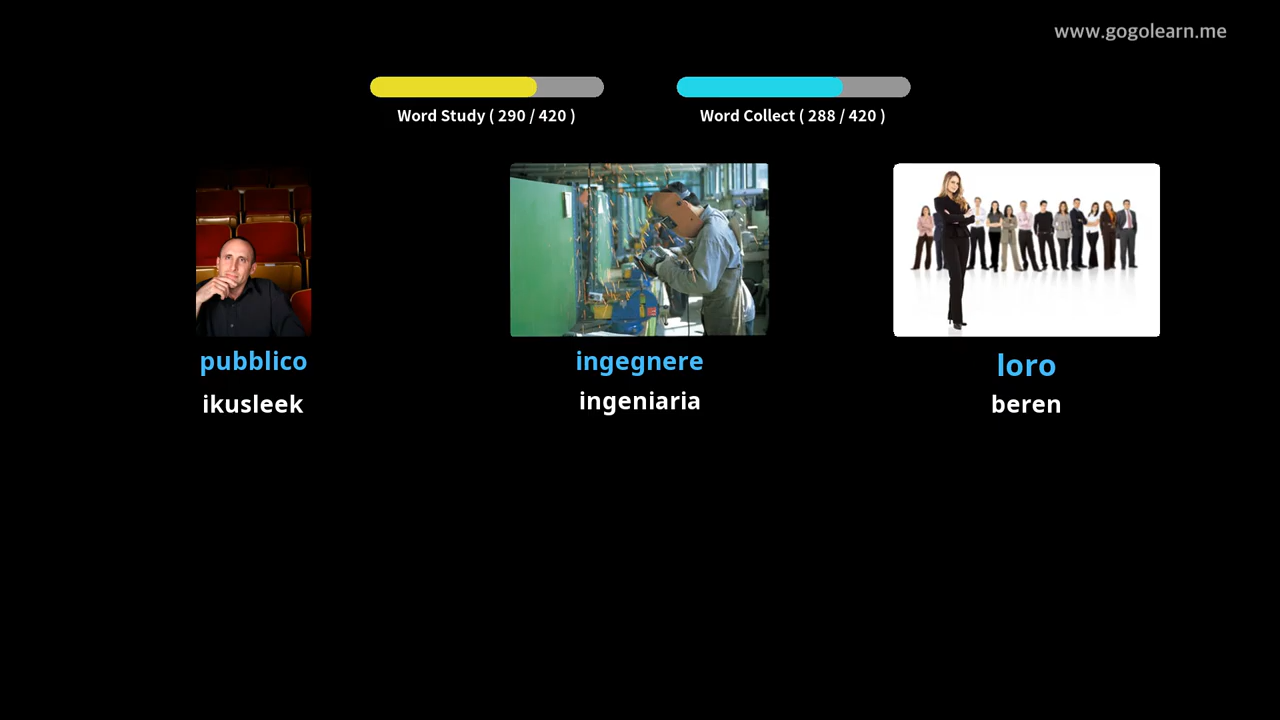 www.gogolearn.me
Word Study ( 290 / 420 )
Word Collect ( 288 / 420 )
pubblico
ikusleek
ingegnere
ingeniaria
loro
beren